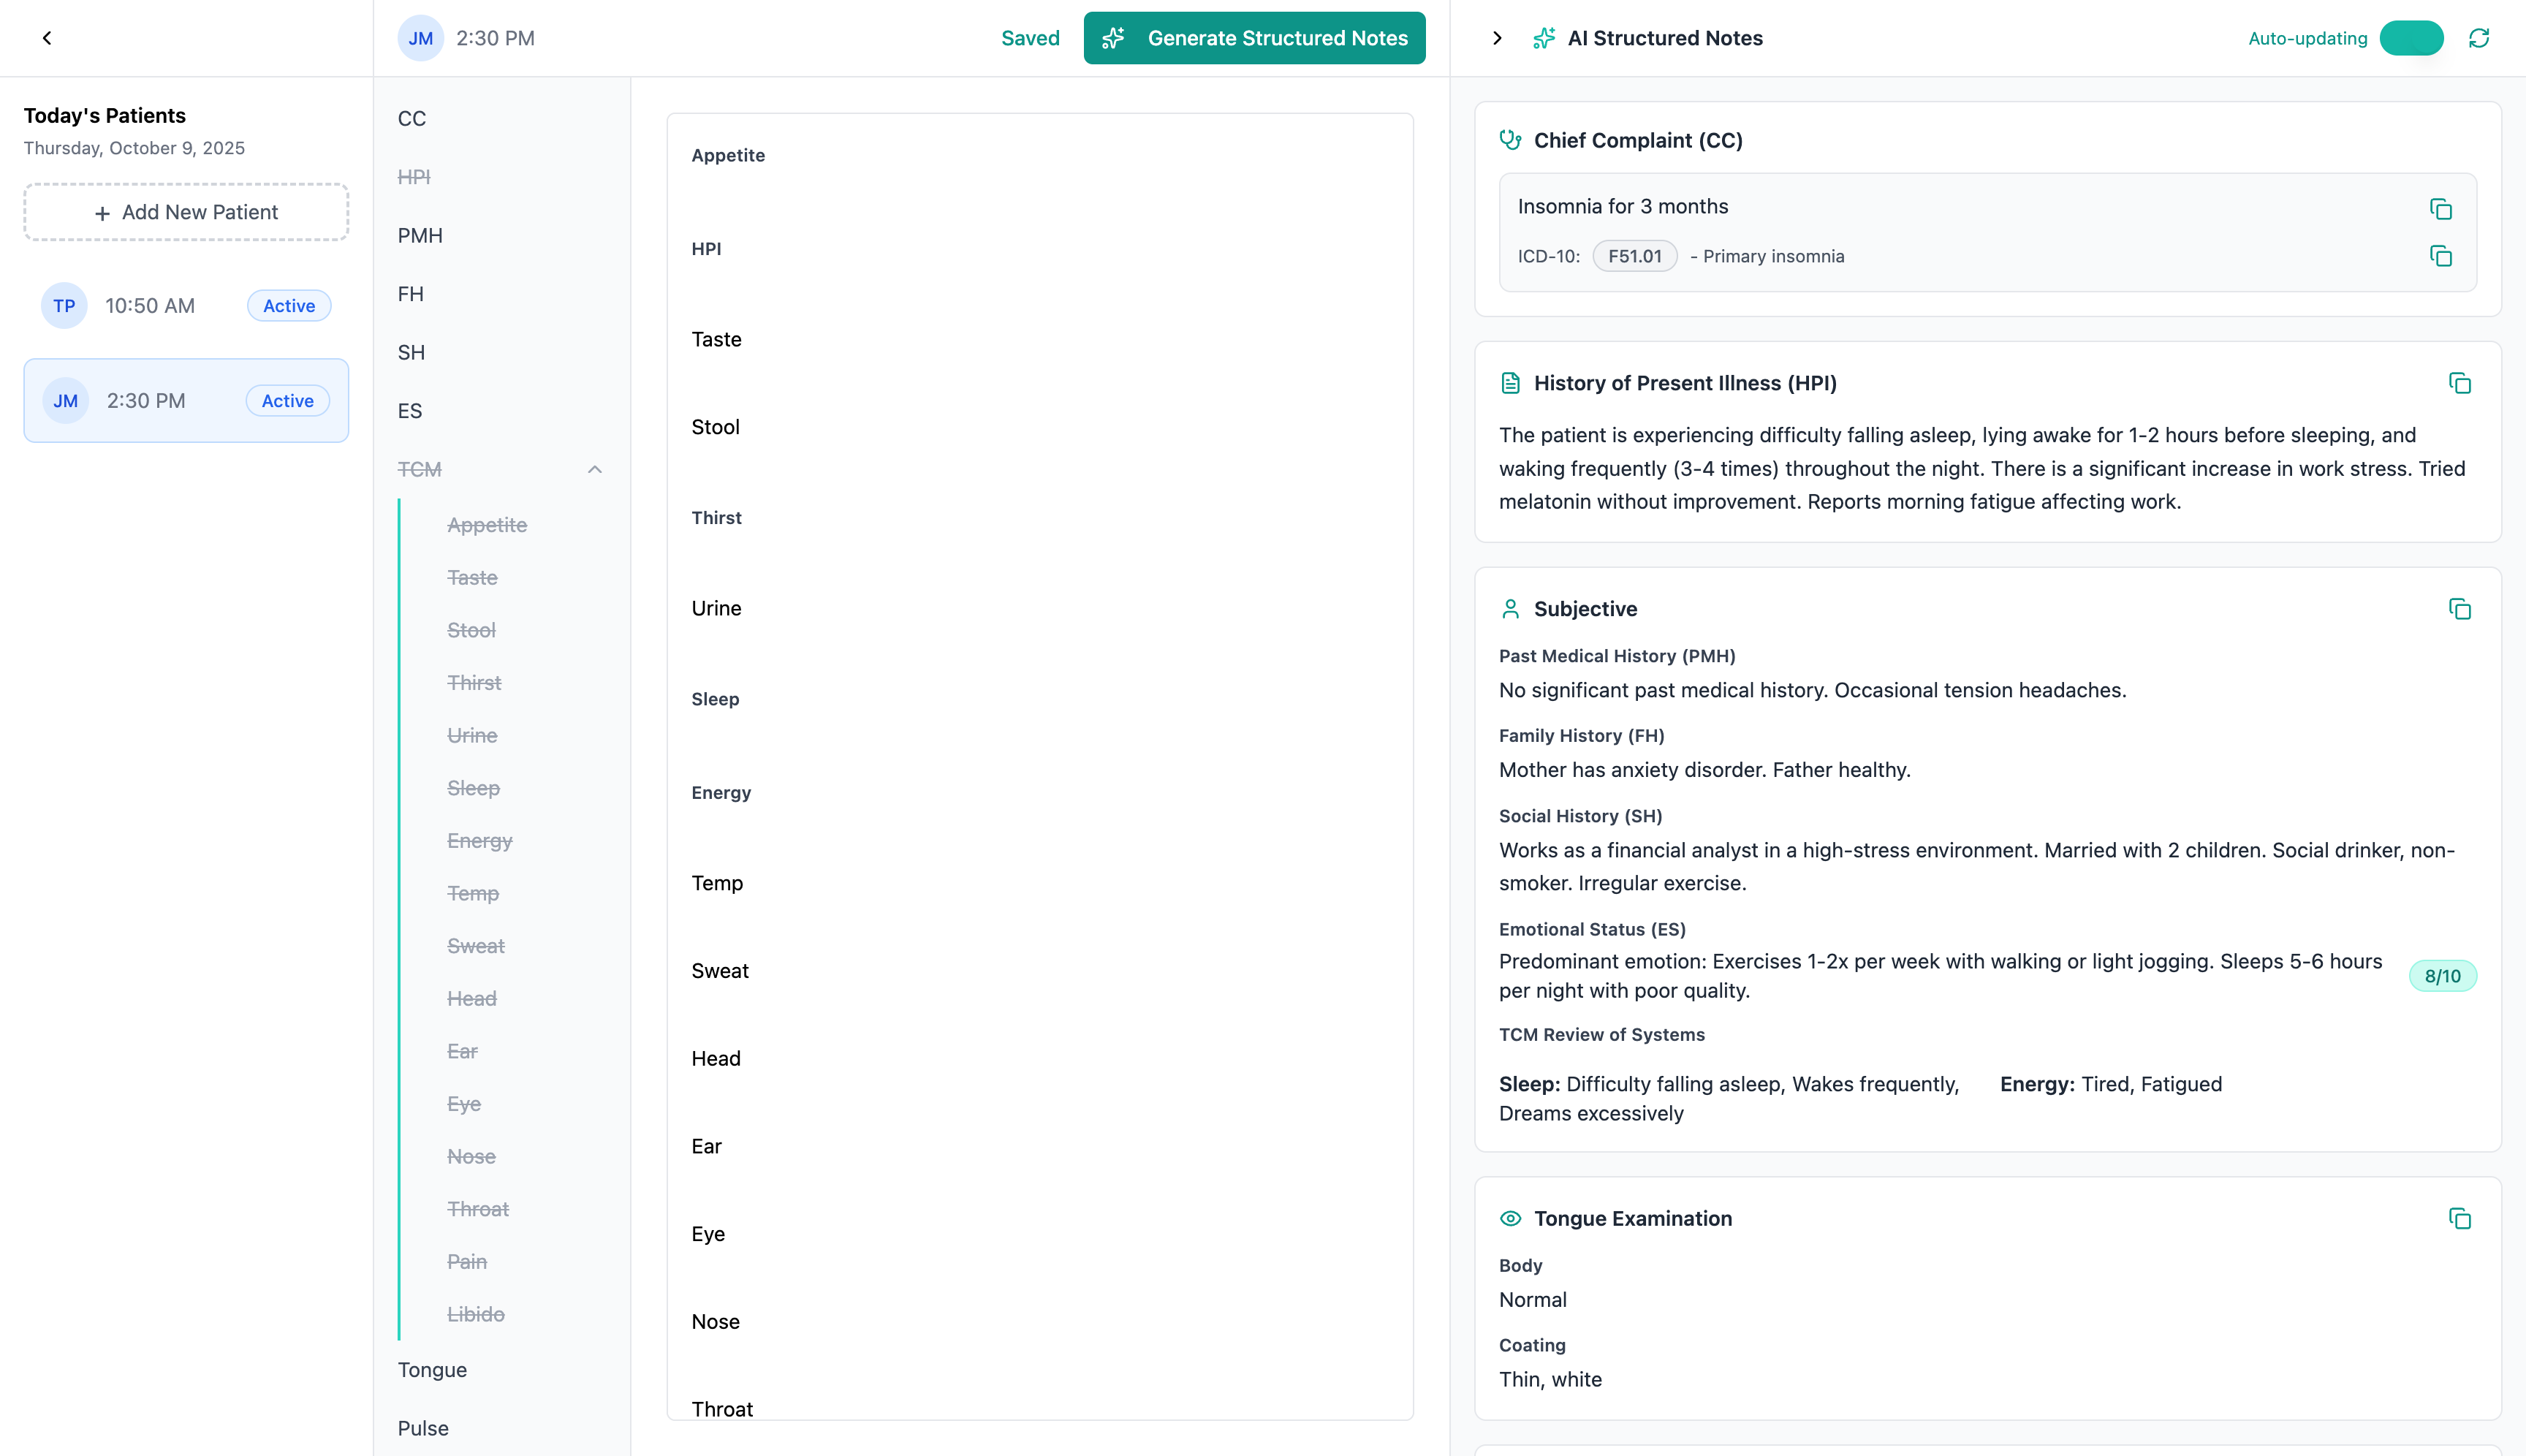 JM
2:30 PM
Saved
Generate Structured Notes
AI Structured Notes
Auto-updating
Today's Patients
Thursday, October 9, 2025
+ Add New Patient
TP
10:50 AM
Active
JM
2:30 PM
Active
CC
HPI
PMH
FH
SH
ES
TCM
Appetite
Taste
Stool
Thirst
Urine
Sleep
Energy
Temp
Sweat
Head
Ear
Eye
Nose
Throat
Pain
Libido
Tongue
Pulse
Appetite
HPI
Taste
Stool
Thirst
Urine
Sleep
Energy
Temp
Sweat
Head
Ear
Eye
Nose
Throat
Chief Complaint (CC)
Insomnia for 3 months
ICD-10: F51.01 - Primary insomnia
History of Present Illness (HPI)
The patient is experiencing difficulty falling asleep, lying awake for 1-2 hours before sleeping, and
waking frequently (3-4 times) throughout the night. There is a significant increase in work stress. Tried
melatonin without improvement. Reports morning fatigue affecting work.
Subjective
Past Medical History (PMH)
No significant past medical history. Occasional tension headaches.
Family History (FH)
Mother has anxiety disorder. Father healthy.
Social History (SH)
Works as a financial analyst in a high-stress environment. Married with 2 children. Social drinker, non-
smoker. Irregular exercise.
Emotional Status (ES)
Predominant emotion: Exercises 1-2x per week with walking or light jogging. Sleeps 5-6 hours
per night with poor quality.
8/10
TCM Review of Systems
Sleep: Difficulty falling asleep, Wakes frequently,
Dreams excessively
Energy: Tired, Fatigued
Tongue Examination
Body
Normal
Coating
Thin, white